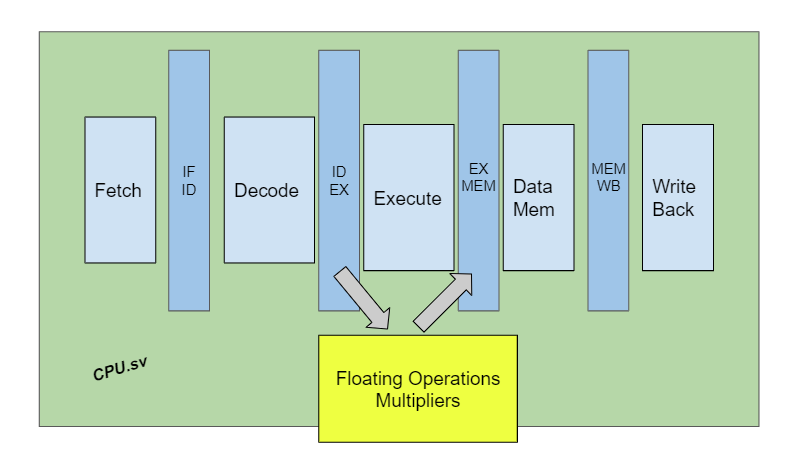 Fetch
IF
ID
Decode
ID
EX
Execute
EX
MEM
Data
Mem
MEM
WB
Write
Back
CPU.sv
Floating Operations
Multipliers